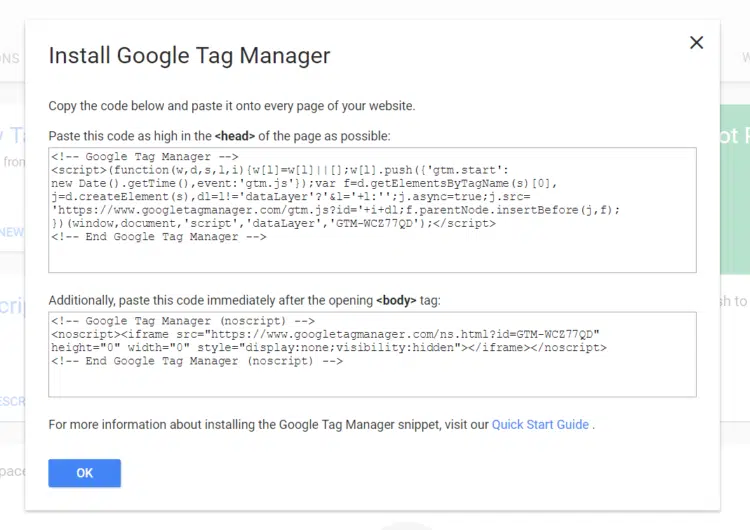 Install Google Tag Manager
Copy the code below and paste it onto every page of your website.
Paste this code as high in the <head> of the page as possible:
<!-- Google Tag Manager -->
<script>(function(w,d,s,l,i){w[l]=w[l]||[];w[l].push({'gtm.start':
new Date().getTime(),event:'gtm.js'});var f=d.getElementsByTagName(s)[0],
j=d.createElement(s),dl=l!='dataLayer'?'&l='+l:'';j.async=true;j.src=
'https://www.googletagmanager.com/gtm.js?id='+i+dl;f.parentNode.insertBefore(j,f);
})(window,document,'script','dataLayer','GTM-WCZ77QD');</script>
<!-- End Google Tag Manager -->
Additionally, paste this code immediately after the opening <body> tag:
<!-- Google Tag Manager (noscript) -->
<noscript><iframe src="https://www.googletagmanager.com/ns.html?id=GTM-WCZ77QD"
height="0" width="0" style="display:none;visibility:hidden"></iframe></noscript>
<!-- End Google Tag Manager (noscript) -->
For more information about installing the Google Tag Manager snippet, visit our Quick Start Guide .
OK